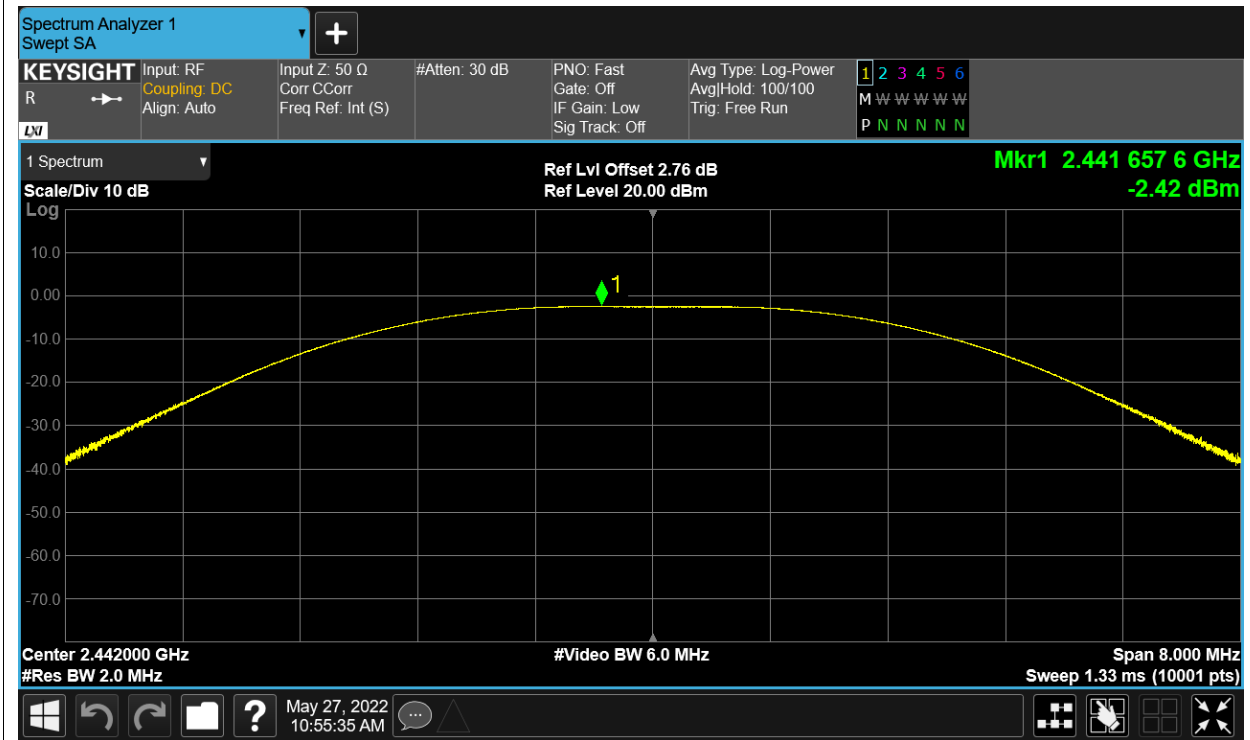 Spectrum Analyzer 1
Swept SA
KEYSIGHT
R
LXI
Input: RF
Coupling: DC
Align: Auto
Input Z: 50 Ω
Corr CCorr
Freq Ref: Int (S)
#Atten: 30 dB
PNO: Fast
Gate: Off
IF Gain: Low
Sig Track: Off
Avg Type: Log-Power
Avg|Hold: 100/100
Trig: Free Run
1 2 3 4 5 6
M W W W W W
P N N N N N
1 Spectrum
Scale/Div 10 dB
Log
Ref Lvl Offset 2.76 dB
Ref Level 20.00 dBm
Mkr1 2.441 657 6 GHz
-2.42 dBm
10.0
0.00
-10.0
-20.0
-30.0
-40.0
-50.0
-60.0
-70.0
1
Center 2.442000 GHz
#Res BW 2.0 MHz
#Video BW 6.0 MHz
Span 8.000 MHz
Sweep 1.33 ms (10001 pts)
?
May 27, 2022
10:55:35 AM